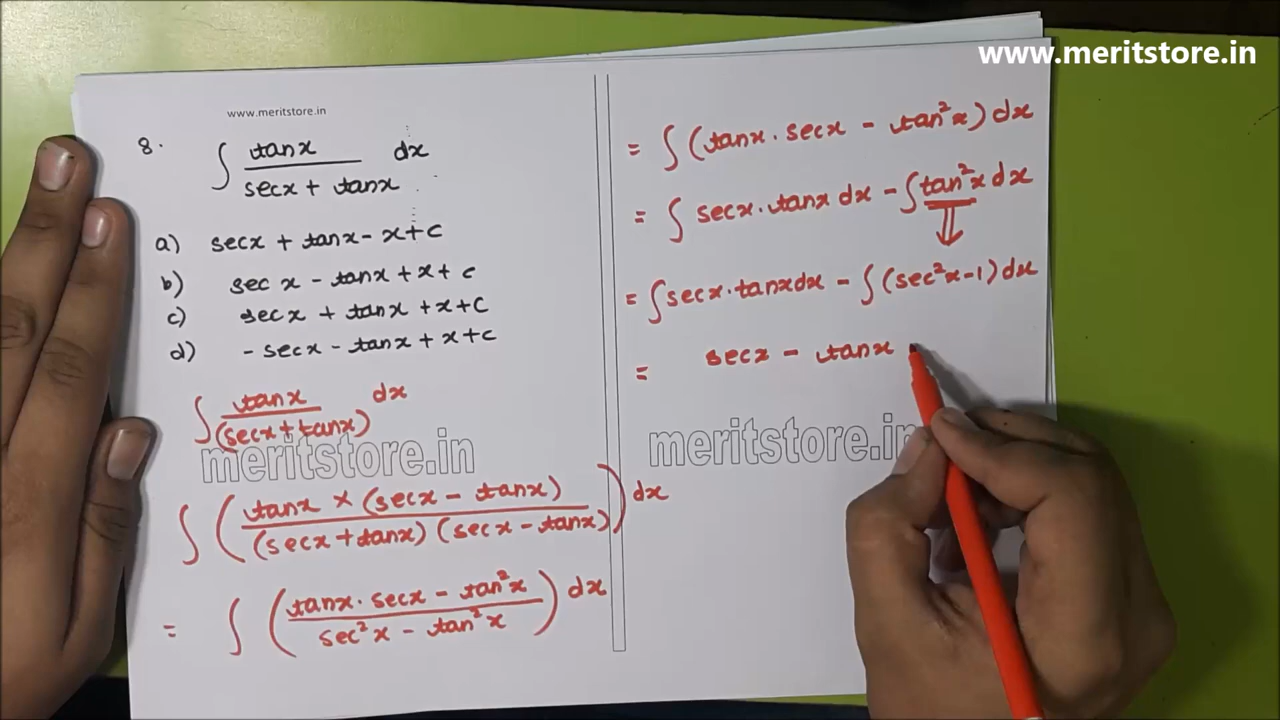 www.meritstore.in
www.meritstore.in
8. ∫ tanx / secx + tanx dx
a) secx + tanx - x + c
b) sec x - tanx + x + c
c) secx + tanx + x + C
d) - secx - tanx + x + c
∫ tanx / (secx + tanx) dx
meritstore.in
∫ ( tanx × (secx - tanx) / (secx + tanx) (secx - tanx) ) dx
= ∫ ( tanx · secx - tan²x / sec²x - tan²x ) dx
= ∫ (tanx · secx - tan²x) dx
= ∫ secx · tanx dx - ∫ tan²x dx
⇓
= ∫ secx · tanx dx - ∫ (sec²x - 1) dx
= secx - tanx
meritstore.in